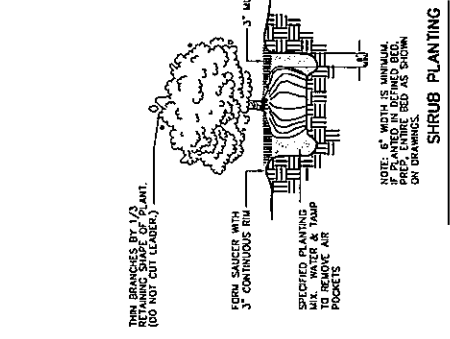 THIN BRANCHES BY 1/3
RETAINING SHAPE OF PLANT.
(DO NOT CUT LEADER.)
3" MU
FORM SAUCER WITH
3" CONTINUOUS RIM
SPECIFIED PLANTING
MIX. WATER & TAMP
TO REMOVE AIR
POCKETS
NOTE: 6" WIDTH IS MINIMUM.
IF PLANTED IN DEFINED BED,
PREP. ENTIRE BED AS SHOWN
ON DRAWINGS.
SHRUB PLANTING